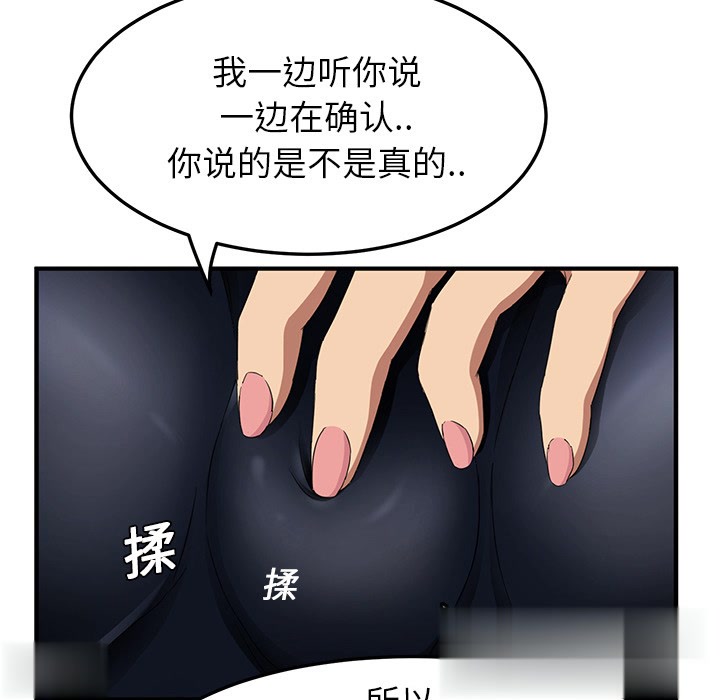 我一边听你说
一边在确认..
你说的是不是真的..
揉
揉
所以